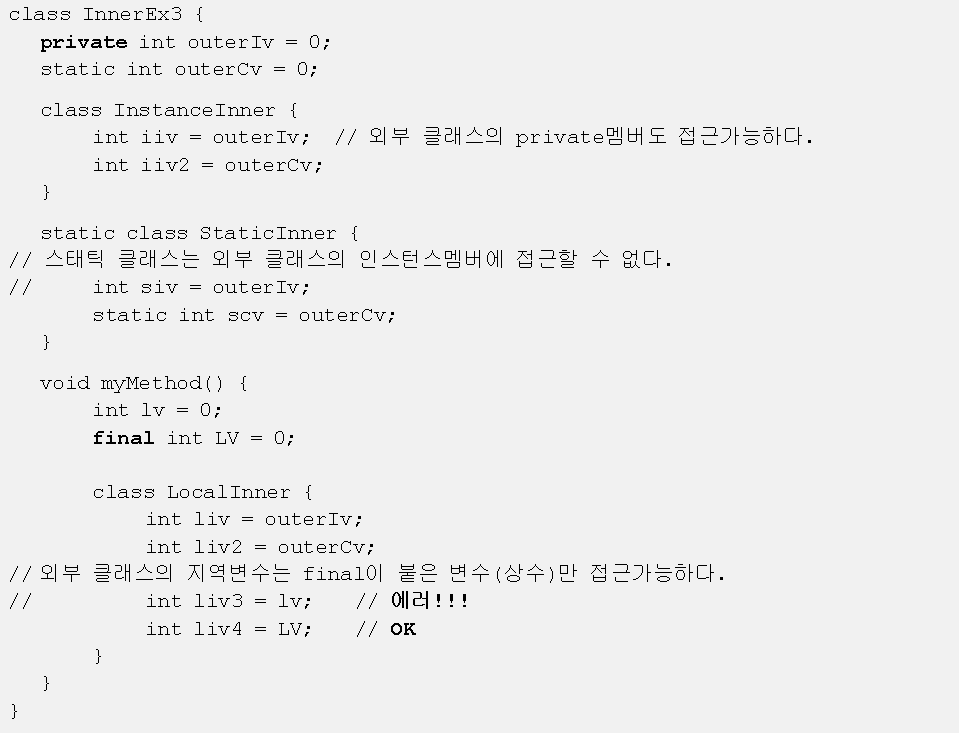 class InnerEx3 {
private int outerIv = 0;
static int outerCv = 0;
class InstanceInner {
int iiv = outerIv; // 외부 클래스의 private멤버도 접근가능하다.
int iiv2 = outerCv;
}
static class StaticInner {
// 스태틱 클래스는 외부 클래스의 인스턴스멤버에 접근할 수 없다.
// int siv = outerIv;
static int scv = outerCv;
}
void myMethod() {
int lv = 0;
final int LV = 0;
class LocalInner {
int liv = outerIv;
int liv2 = outerCv;
// 외부 클래스의 지역변수는 final이 붙은 변수(상수)만 접근가능하다.
// int liv3 = lv; // 에러!!!
int liv4 = LV; // OK
}
}
}